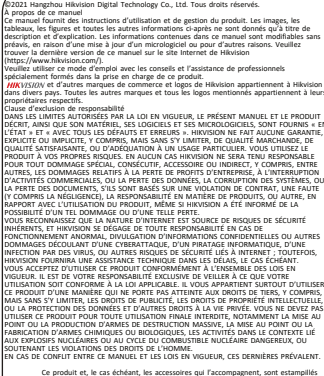 ©2021 Hangzhou Hikvision Digital Technology Co., Ltd. Tous droits réservés.
À propos de ce manuel
Ce manuel fournit des instructions d'utilisation et de gestion du produit. Les images, les
tableaux, les figures et toutes les autres informations ci-après ne sont donnés qu'à titre de
description et d'explication. Les informations contenues dans ce manuel sont modifiables sans
préavis, en raison d'une mise à jour d'un micrologiciel ou pour d'autres raisons. Veuillez
trouver la dernière version de ce manuel sur le site Internet de Hikvision
(https://www.hikvision.com/).
Veuillez utiliser ce mode d'emploi avec les conseils et l'assistance de professionnels
spécialement formés dans la prise en charge de ce produit.
HIKVISION et d'autres marques de commerce et logos de Hikvision appartiennent à Hikvision
dans divers pays. Toutes les autres marques et tous les logos mentionnés appartiennent à leurs
propriétaires respectifs.
Clause d'exclusion de responsabilité
DANS LES LIMITES AUTORISÉES PAR LA LOI EN VIGUEUR, LE PRÉSENT MANUEL ET LE PRODUIT
DÉCRIT, AINSI QUE SON MATÉRIEL, SES LOGICIELS ET SES MICROLOGICIELS, SONT FOURNIS « EN
L'ÉTAT » ET « AVEC TOUS LES DÉFAUTS ET ERREURS ». HIKVISION NE FAIT AUCUNE GARANTIE,
EXPLICITE OU IMPLICITE, Y COMPRIS, MAIS SANS S'Y LIMITER, DE QUALITÉ MARCHANDE, DE
QUALITÉ SATISFAISANTE, OU D'ADÉQUATION À UN USAGE PARTICULIER. VOUS UTILISEZ LE
PRODUIT À VOS PROPRES RISQUES. EN AUCUN CAS HIKVISION NE SERA TENU RESPONSABLE
POUR TOUT DOMMAGE SPÉCIAL, CONSÉCUTIF, ACCESSOIRE OU INDIRECT, Y COMPRIS, ENTRE
AUTRES, LES DOMMAGES RELATIFS À LA PERTE DE PROFITS D'ENTREPRISE, À L'INTERRUPTION
D'ACTIVITÉS COMMERCIALES, OU LA PERTE DES DONNÉES, LA CORRUPTION DES SYSTÈMES, OU
LA PERTE DES DOCUMENTS, S'ILS SONT BASÉS SUR UNE VIOLATION DE CONTRAT, UNE FAUTE
(Y COMPRIS LA NÉGLIGENCE), LA RESPONSABILITÉ EN MATIÈRE DE PRODUITS, OU AUTRE, EN
RAPPORT AVEC L'UTILISATION DU PRODUIT, MÊME SI HIKVISION A ÉTÉ INFORMÉ DE LA
POSSIBILITÉ D'UN TEL DOMMAGE OU D'UNE TELLE PERTE.
VOUS RECONNAISSEZ QUE LA NATURE D'INTERNET EST SOURCE DE RISQUES DE SÉCURITÉ
INHÉRENTS, ET HIKVISION SE DÉGAGE DE TOUTE RESPONSABILITÉ EN CAS DE
FONCTIONNEMENT ANORMAL, DIVULGATION D'INFORMATIONS CONFIDENTIELLES OU AUTRES
DOMMAGES DÉCOULANT D'UNE CYBERATTAQUE, D'UN PIRATAGE INFORMATIQUE, D'UNE
INFECTION PAR DES VIRUS, OU AUTRES RISQUES DE SÉCURITÉ LIÉS À INTERNET ; TOUTEFOIS,
HIKVISION FOURNIRA UNE ASSISTANCE TECHNIQUE DANS LES DÉLAIS, LE CAS ÉCHÉANT.
VOUS ACCEPTEZ D'UTILISER CE PRODUIT CONFORMÉMENT À L'ENSEMBLE DES LOIS EN
VIGUEUR. IL EST DE VOTRE RESPONSABILITÉ EXCLUSIVE DE VEILLER À CE QUE VOTRE
UTILISATION SOIT CONFORME À LA LOI APPLICABLE. IL VOUS APPARTIENT SURTOUT D'UTILISER
CE PRODUIT D'UNE MANIÈRE QUI NE PORTE PAS ATTEINTE AUX DROITS DE TIERS, Y COMPRIS,
MAIS SANS S'Y LIMITER, LES DROITS DE PUBLICITÉ, LES DROITS DE PROPRIÉTÉ INTELLECTUELLE,
OU LA PROTECTION DES DONNÉES ET D'AUTRES DROITS À LA VIE PRIVÉE. VOUS NE DEVEZ PAS
UTILISER CE PRODUIT POUR TOUTE UTILISATION FINALE INTERDITE, NOTAMMENT LA MISE AU
POINT OU LA PRODUCTION D'ARMES DE DESTRUCTION MASSIVE, LA MISE AU POINT OU LA
FABRICATION D'ARMES CHIMIQUES OU BIOLOGIQUES, LES ACTIVITÉS DANS LE CONTEXTE LIÉ
AUX EXPLOSIFS NUCLÉAIRES OU AU CYCLE DU COMBUSTIBLE NUCLÉAIRE DANGEREUX, OU
SOUTENANT LES VIOLATIONS DES DROITS DE L'HOMME.
EN CAS DE CONFLIT ENTRE CE MANUEL ET LES LOIS EN VIGUEUR, CES DERNIÈRES PRÉVALENT.
Ce produit et, le cas échéant, les accessoires qui l'accompagnent, sont estampillés